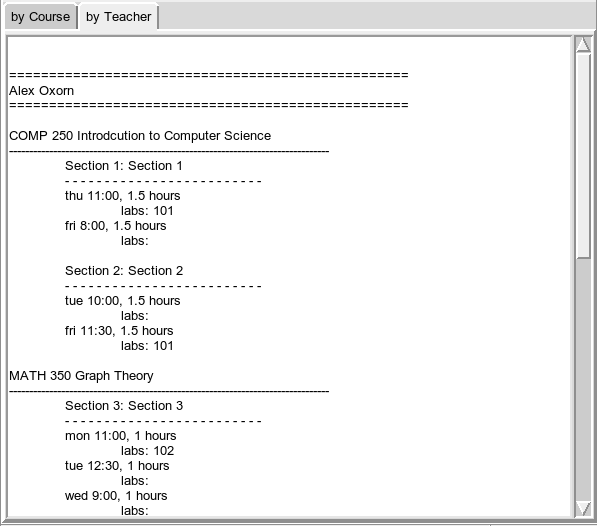 by Course by Teacher
==================================================
Alex Oxorn
==================================================
COMP 250 Introdcution to Computer Science
--------------------------------------------------------------------------------
Section 1: Section 1
- - - - - - - - - - - - - - - - - - - - - - - - -
thu 11:00, 1.5 hours
labs: 101
fri 8:00, 1.5 hours
labs:
Section 2: Section 2
- - - - - - - - - - - - - - - - - - - - - - - - -
tue 10:00, 1.5 hours
labs:
fri 11:30, 1.5 hours
labs: 101
MATH 350 Graph Theory
--------------------------------------------------------------------------------
Section 3: Section 3
- - - - - - - - - - - - - - - - - - - - - - - - -
mon 11:00, 1 hours
labs: 102
tue 12:30, 1 hours
labs:
wed 9:00, 1 hours
labs: